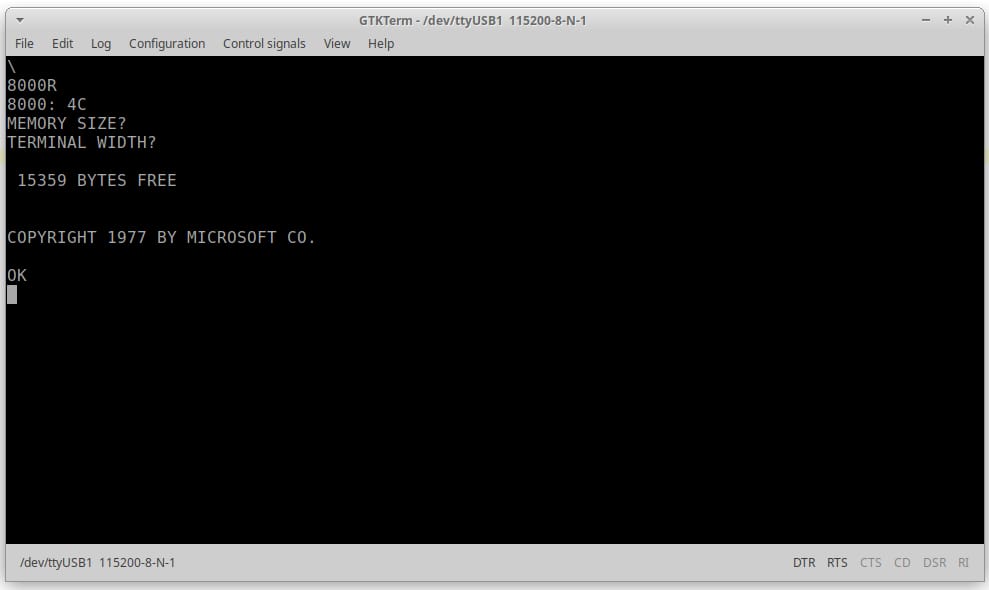 GTKTerm - /dev/ttyUSB1 115200-8-N-1
File Edit Log Configuration Control signals View Help
\
8000R
8000: 4C
MEMORY SIZE?
TERMINAL WIDTH?
15359 BYTES FREE
COPYRIGHT 1977 BY MICROSOFT CO.
OK
/dev/ttyUSB1 115200-8-N-1 DTR RTS CTS CD DSR RI